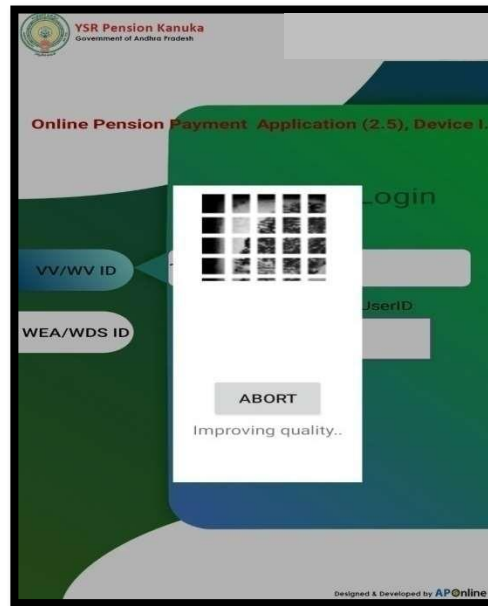 YSR Pension Kanuka
Government of Andhra Pradesh
Online Pension Payment Application (2.5), Device I.
Login
VV/WV ID
UserID
WEA/WDS ID
ABORT
Improving quality..
Designed & Developed by APOnline